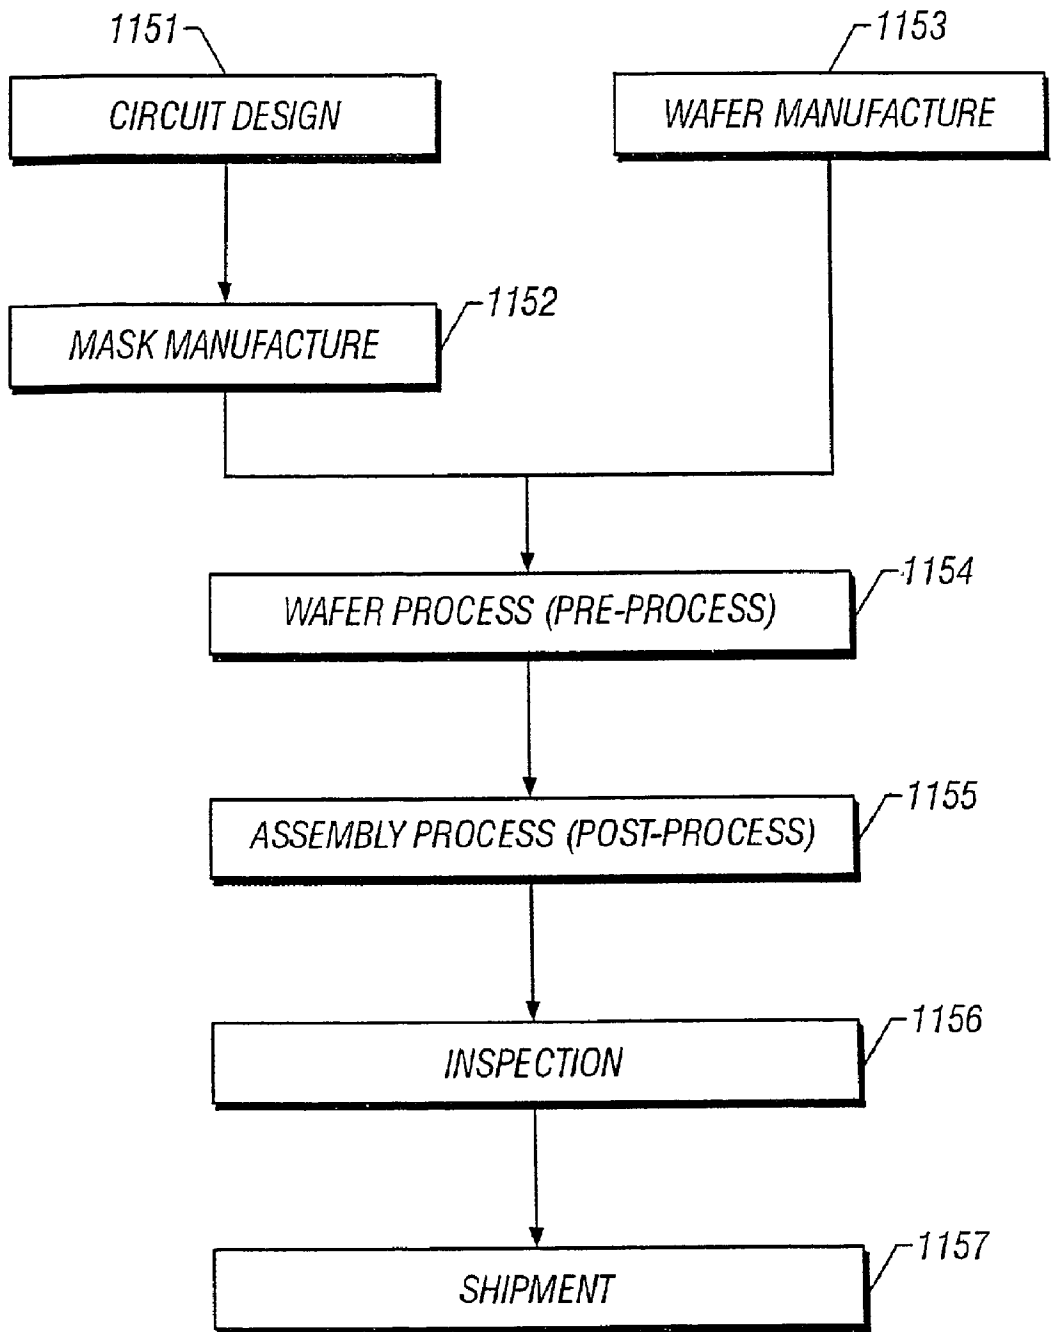 1151
1153
CIRCUIT DESIGN
WAFER MANUFACTURE
1152
MASK MANUFACTURE
1154
WAFER PROCESS (PRE-PROCESS)
1155
ASSEMBLY PROCESS (POST-PROCESS)
1156
INSPECTION
1157
SHIPMENT